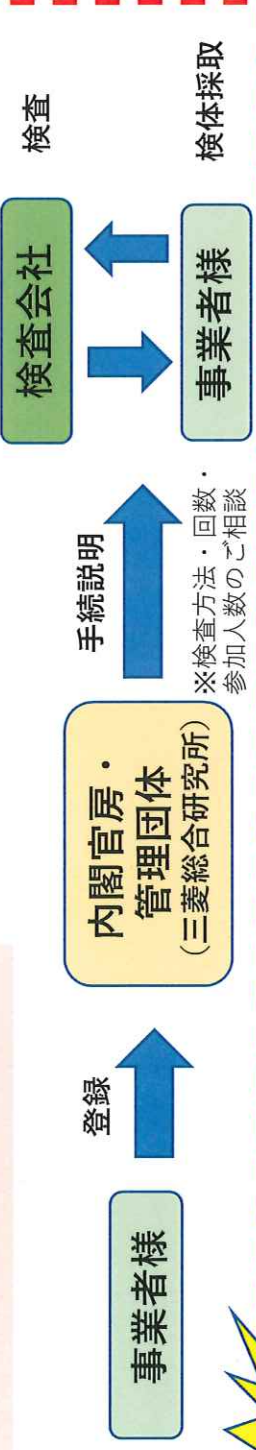 事業者様
登録
内閣官房・
管理団体
（三菱総合研究所）
手続説明
※検査方法・回数・
参加人数のご相談
検査会社
検査
事業者様
検体採取